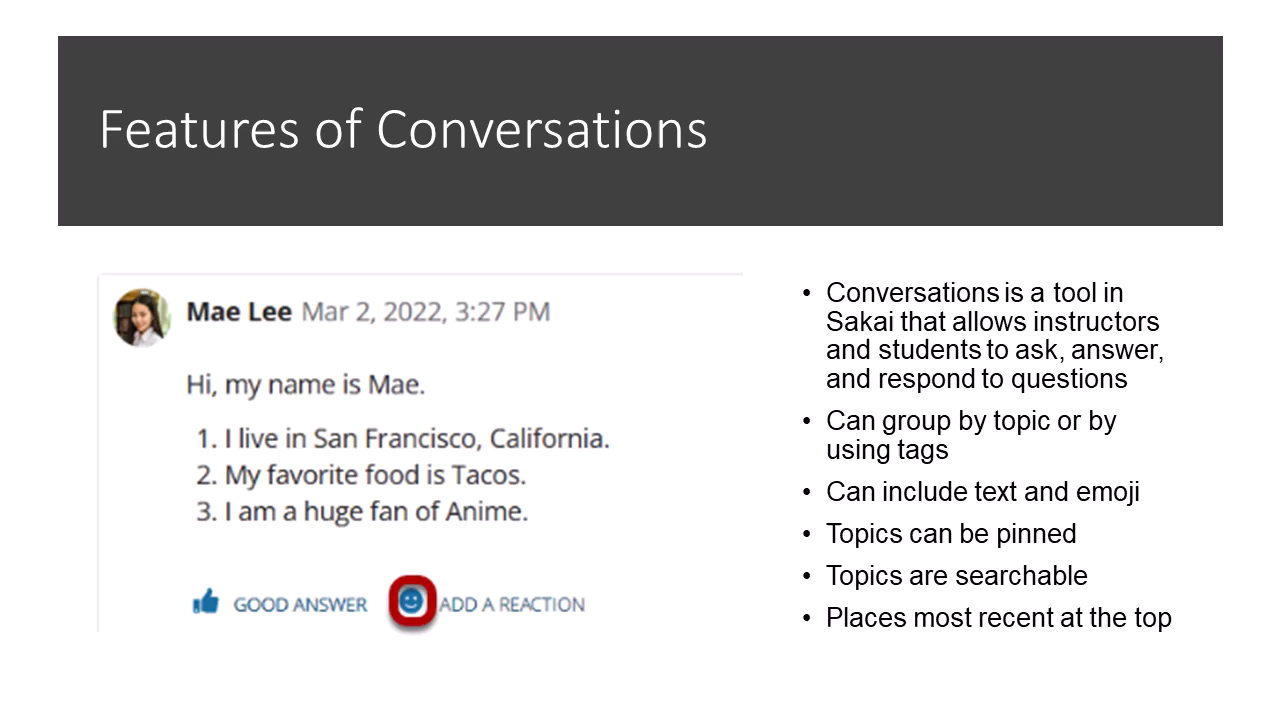 Features of Conversations
Mae Lee Mar 2, 2022, 3:27 PM
Hi, my name is Mae.
1. I live in San Francisco, California.
2. My favorite food is Tacos.
3. I am a huge fan of Anime.
GOOD ANSWER ADD A REACTION
• Conversations is a tool in
Sakai that allows instructors
and students to ask, answer,
and respond to questions
• Can group by topic or by
using tags
• Can include text and emoji
• Topics can be pinned
• Topics are searchable
• Places most recent at the top